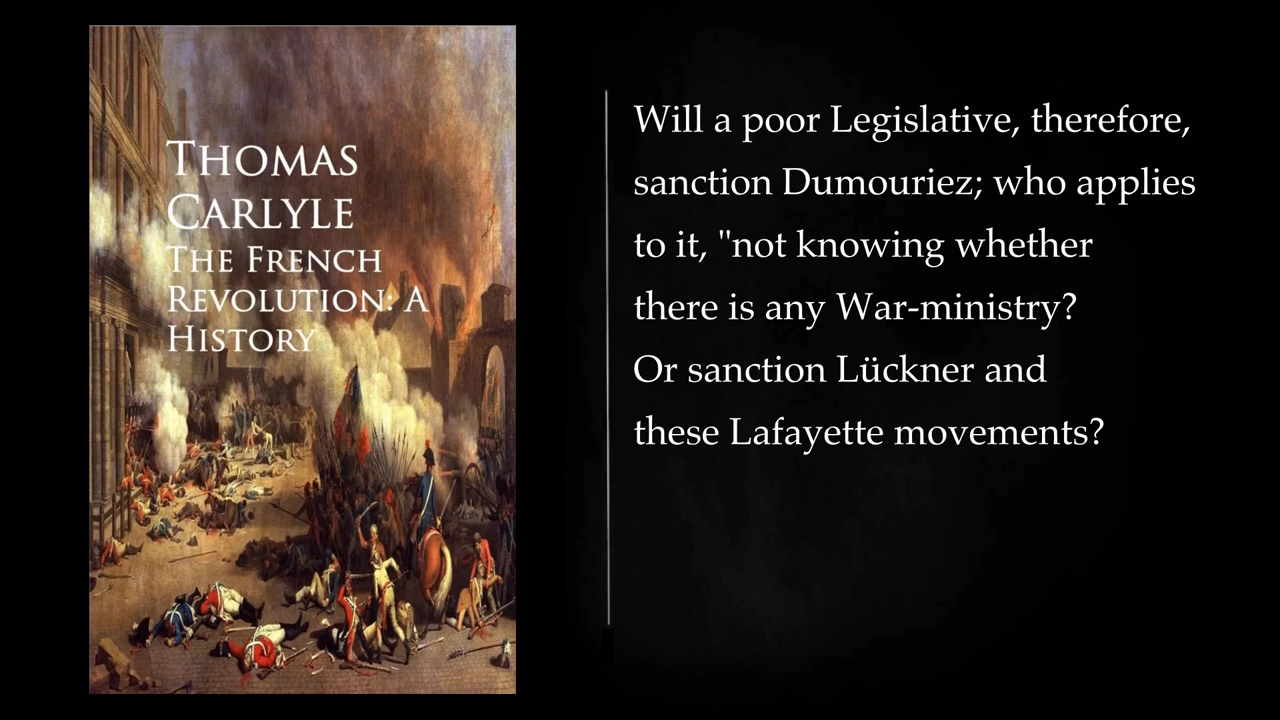 THOMAS
CARLYLE
THE FRENCH
REVOLUTION: A
HISTORY
Will a poor Legislative, therefore,
sanction Dumouriez; who applies
to it, "not knowing whether
there is any War-ministry?
Or sanction Lückner and
these Lafayette movements?